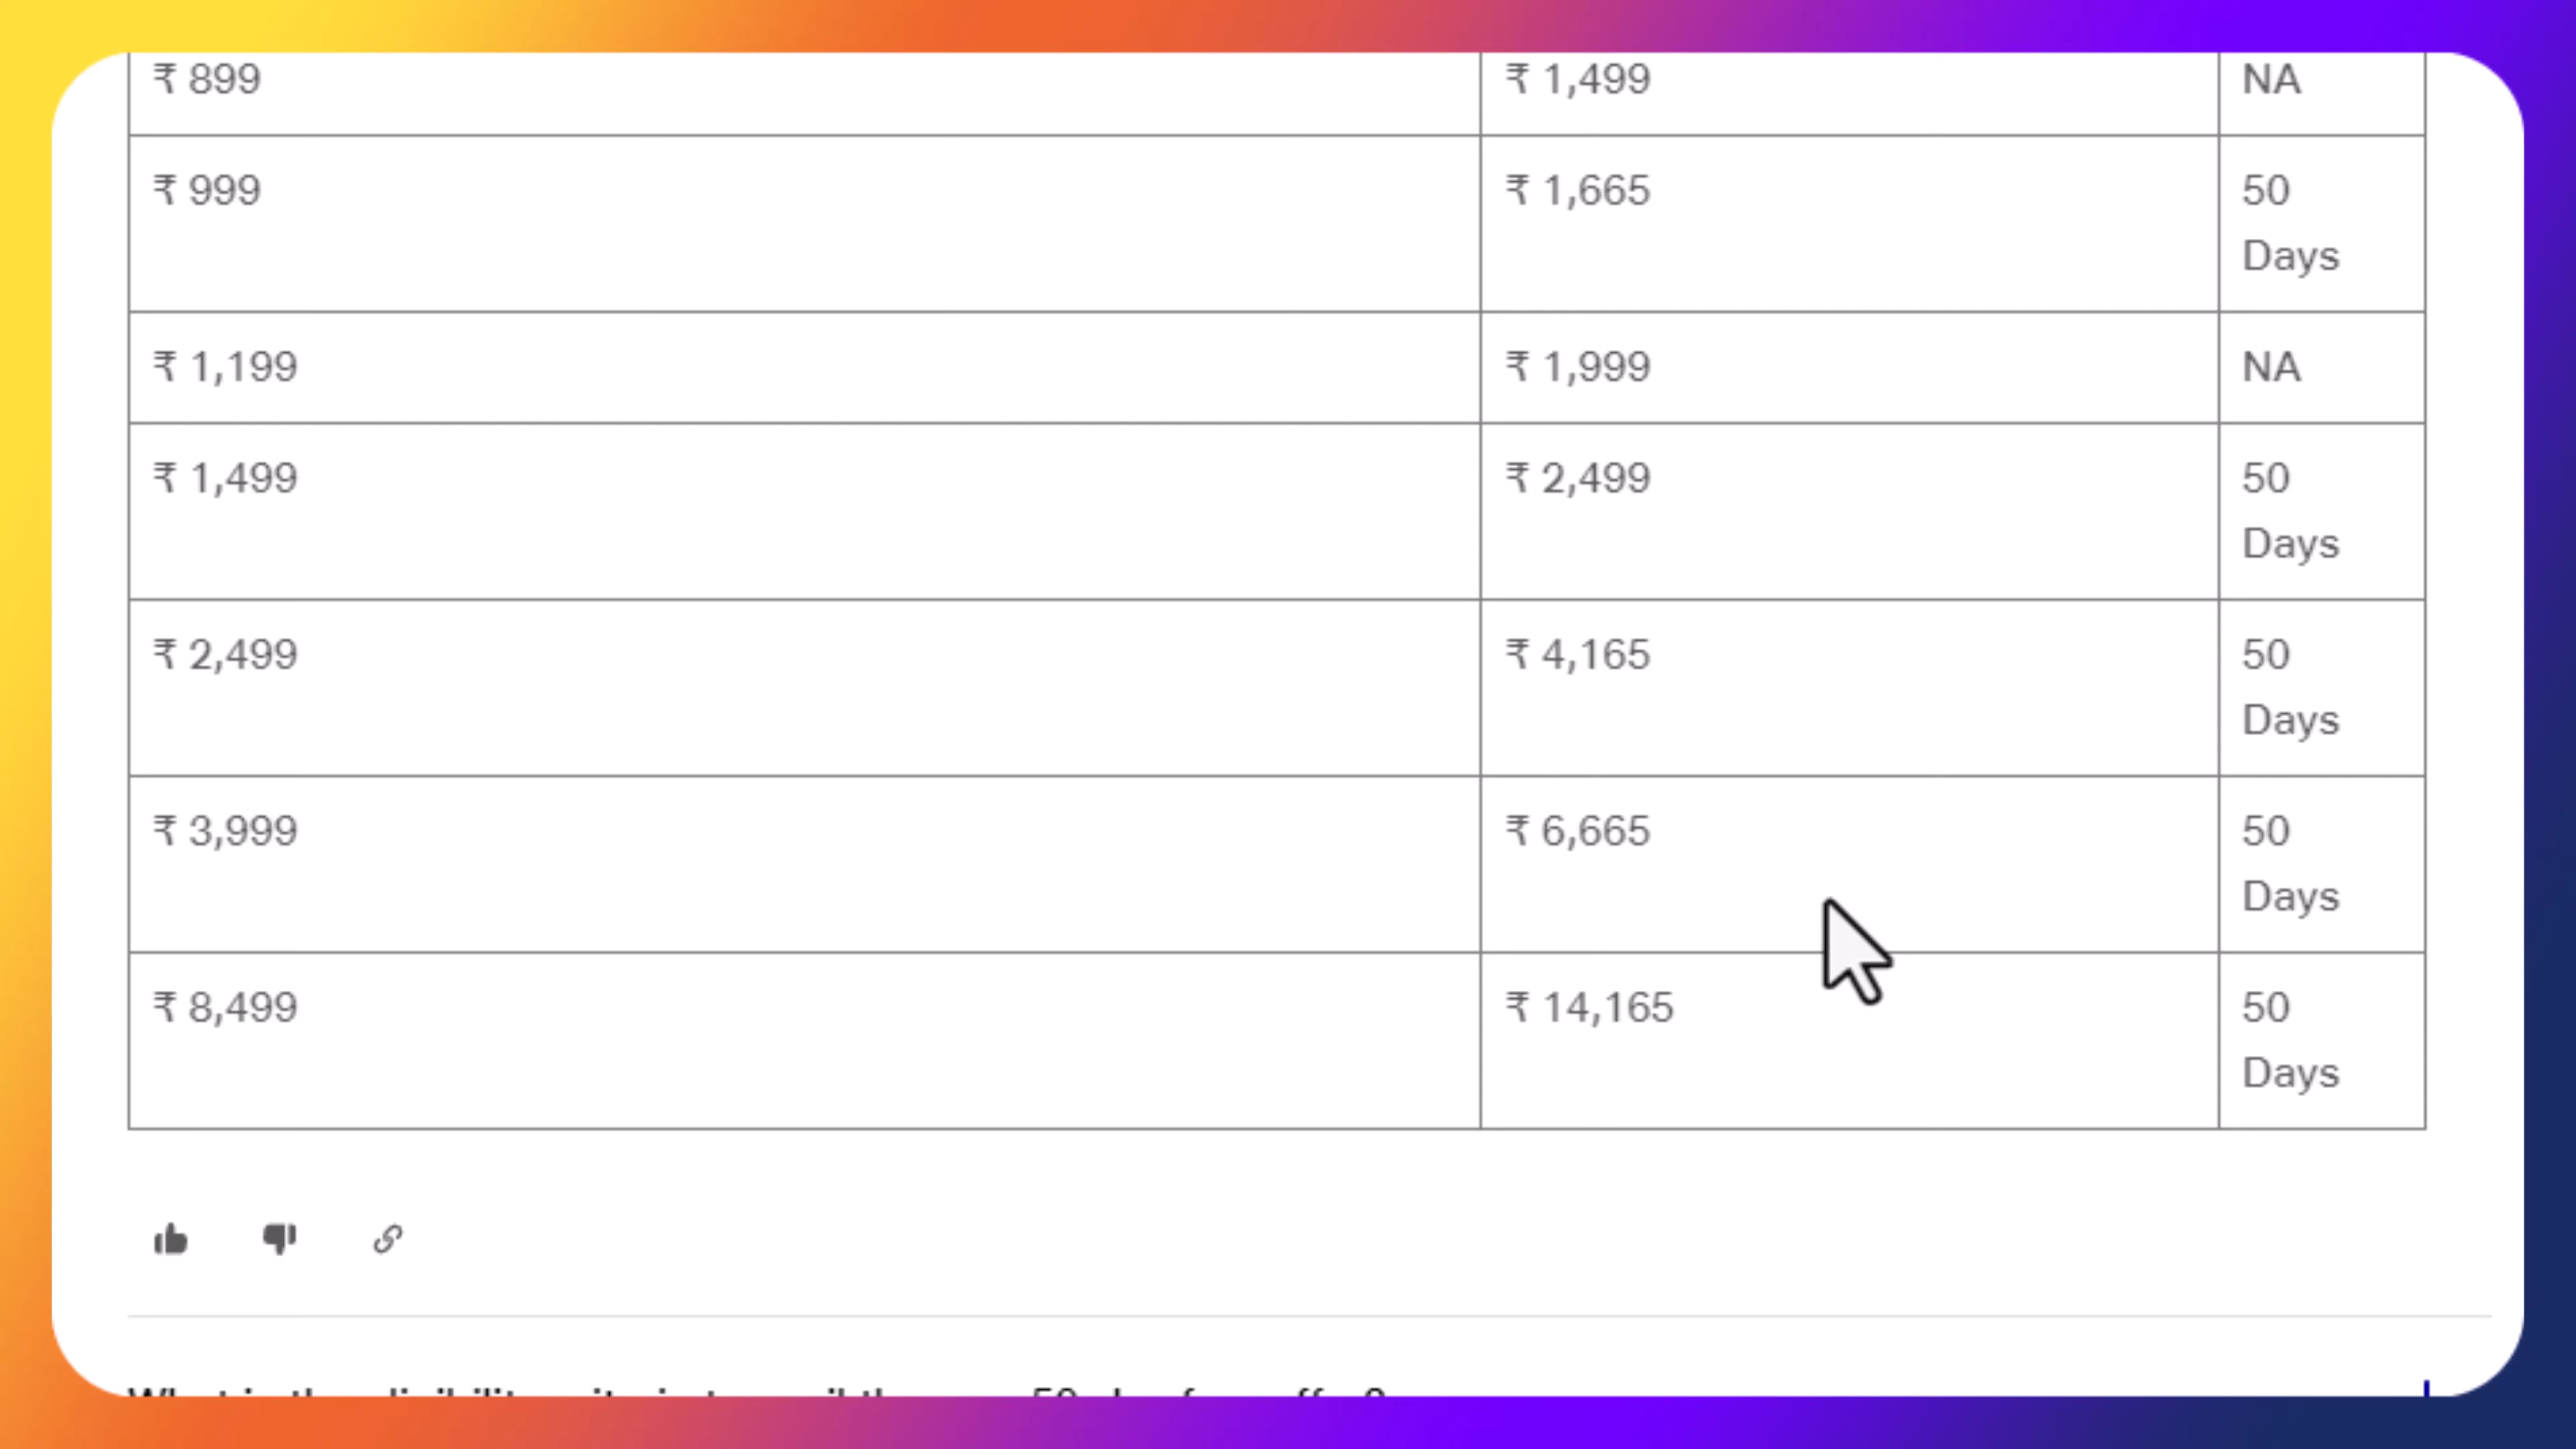 ₹ 899 ₹ 1,499 NA
₹ 999 ₹ 1,665 50
Days
₹ 1,199 ₹ 1,999 NA
₹ 1,499 ₹ 2,499 50
Days
₹ 2,499 ₹ 4,165 50
Days
₹ 3,999 ₹ 6,665 50
Days
₹ 8,499 ₹ 14,165 50
Days